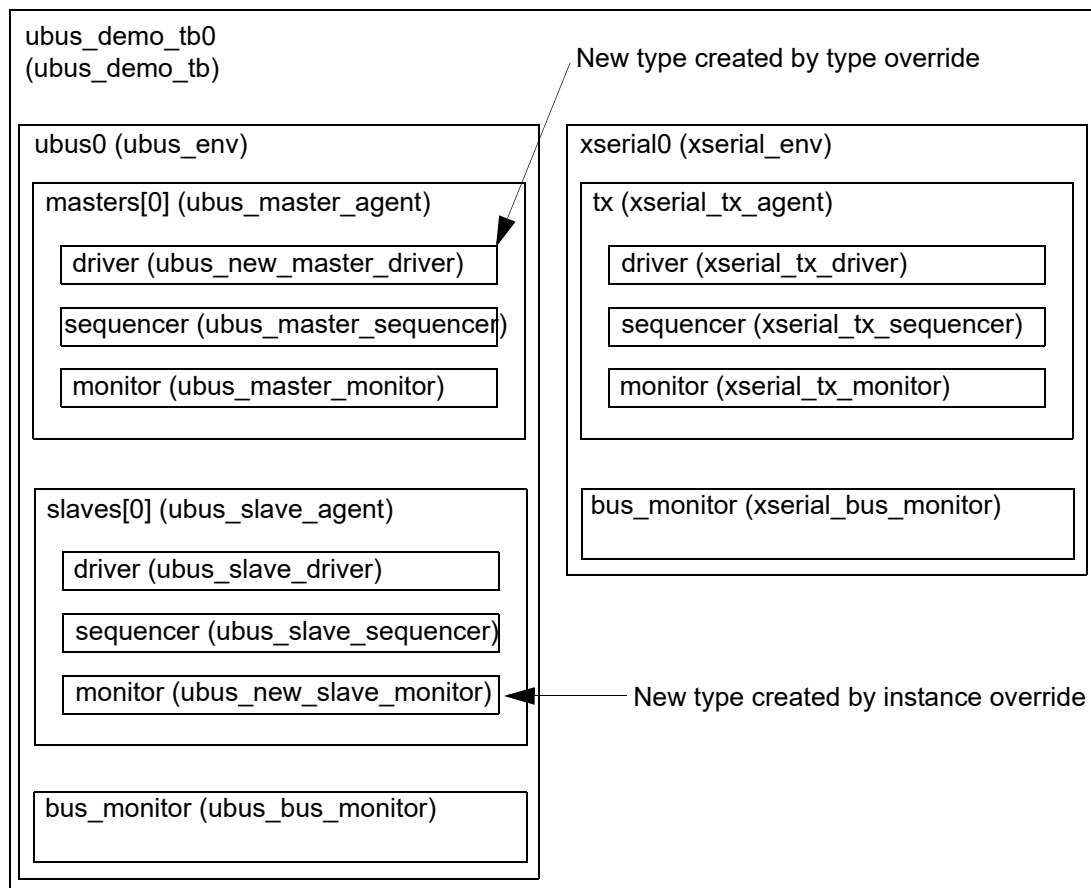 ubus_demo_tb0
(ubus_demo_tb)
New type created by type override
ubus0 (ubus_env)
masters[0] (ubus_master_agent)
driver (ubus_new_master_driver)
sequencer (ubus_master_sequencer)
monitor (ubus_master_monitor)
slaves[0] (ubus_slave_agent)
driver (ubus_slave_driver)
sequencer (ubus_slave_sequencer)
monitor (ubus_new_slave_monitor)
New type created by instance override
bus_monitor (ubus_bus_monitor)
xserial0 (xserial_env)
tx (xserial_tx_agent)
driver (xserial_tx_driver)
sequencer (xserial_tx_sequencer)
monitor (xserial_tx_monitor)
bus_monitor (xserial_bus_monitor)